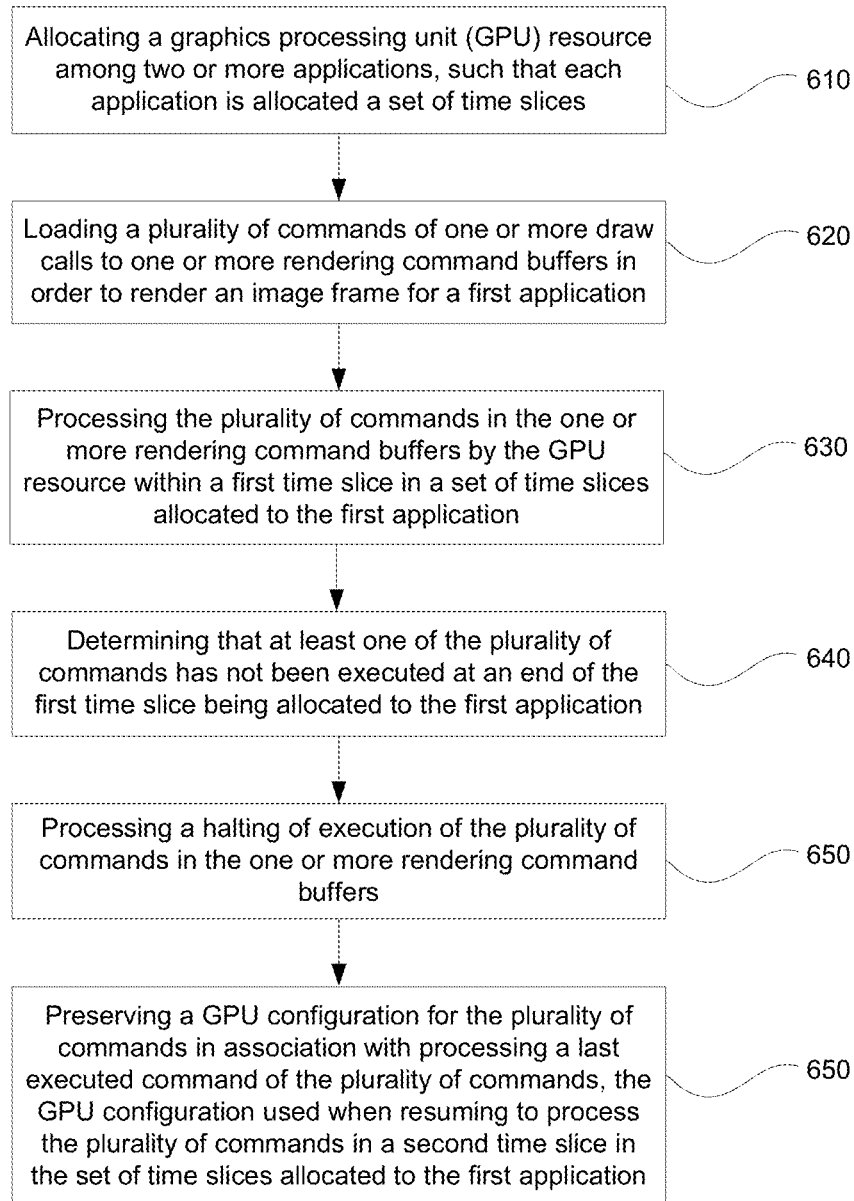 Allocating a graphics processing unit (GPU) resource
among two or more applications, such that each
application is allocated a set of time slices
610
Loading a plurality of commands of one or more draw
calls to one or more rendering command buffers in
order to render an image frame for a first application
620
Processing the plurality of commands in the one or
more rendering command buffers by the GPU
resource within a first time slice in a set of time slices
allocated to the first application
630
Determining that at least one of the plurality of
commands has not been executed at an end of the
first time slice being allocated to the first application
640
Processing a halting of execution of the plurality of
commands in the one or more rendering command
buffers
650
Preserving a GPU configuration for the plurality of
commands in association with processing a last
executed command of the plurality of commands, the
GPU configuration used when resuming to process
the plurality of commands in a second time slice in
the set of time slices allocated to the first application
650